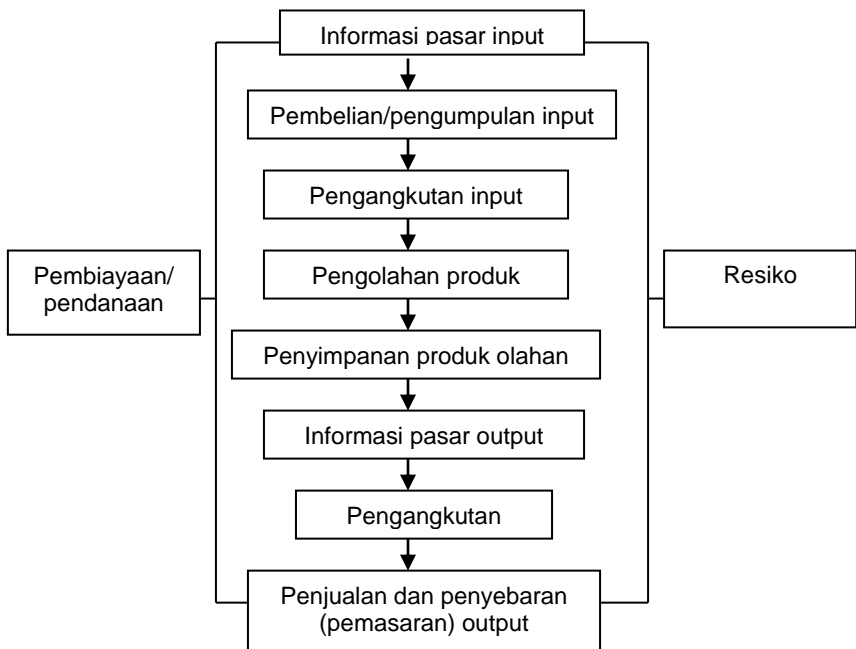 Informasi pasar input
Pembelian/pengumpulan input
Pengangkutan input
Pengolahan produk
Pembiayaan/
pendanaan
Resiko
Penyimpanan produk olahan
Informasi pasar output
Pengangkutan
Penjualan dan penyebaran
(pemasaran) output